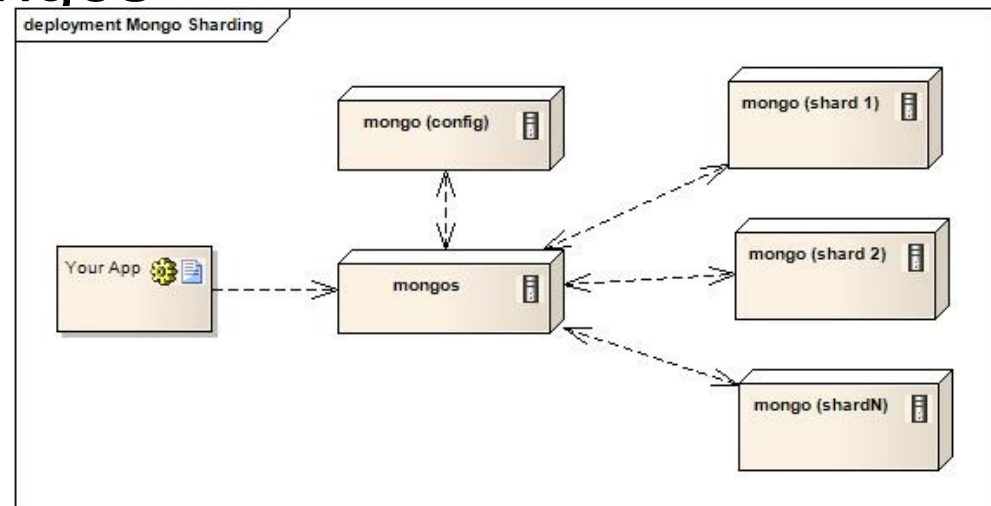 deployment Mongo Sharding
mongo (config)
mongo (shard 1)
Your App
mongos
mongo (shard 2)
mongo (shardN)